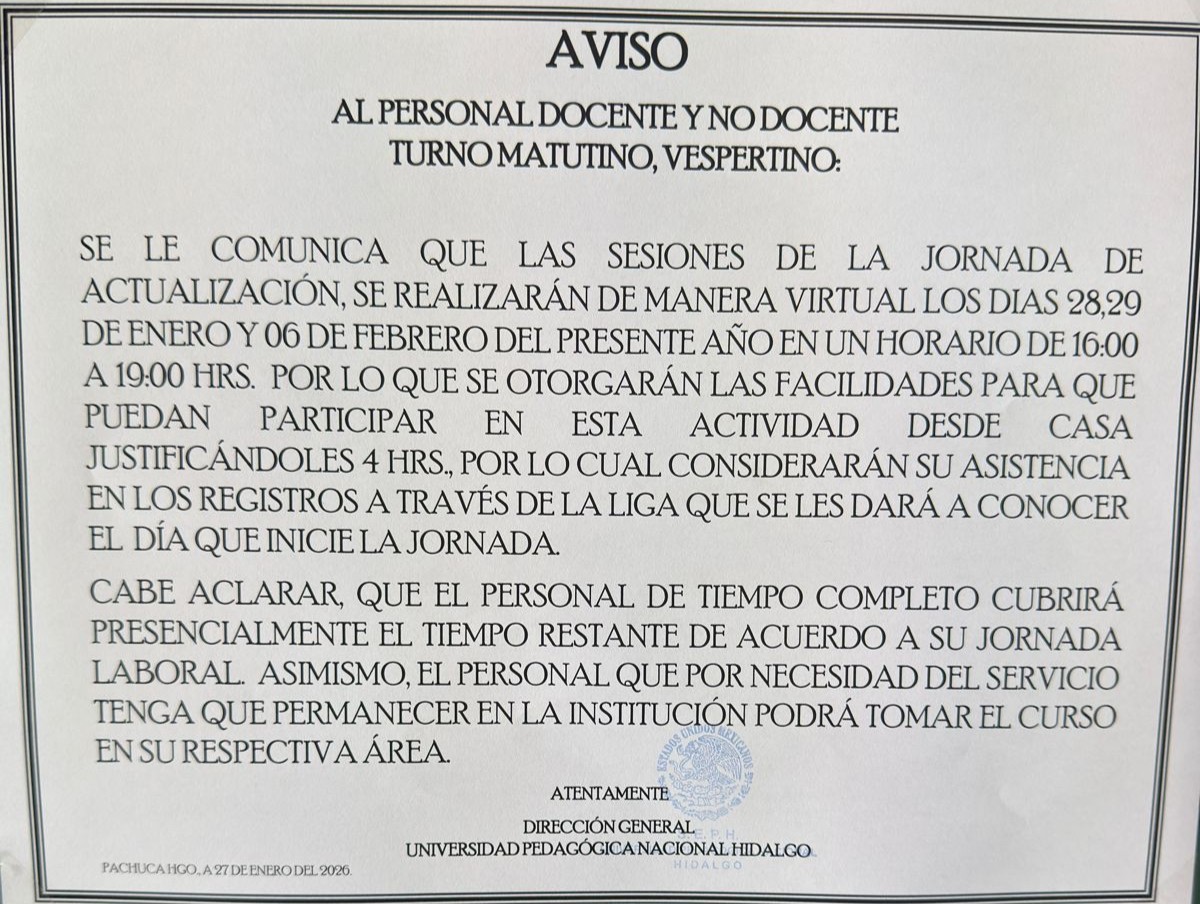 AVISO
AL PERSONAL DOCENTE Y NO DOCENTE
TURNO MATUTINO, VESPERTINO:
SE LE COMUNICA QUE LAS SESIONES DE LA JORNADA DE
ACTUALIZACIÓN, SE REALIZARÁN DE MANERA VIRTUAL LOS DIAS 28,29
DE ENERO Y 06 DE FEBRERO DEL PRESENTE AÑO EN UN HORARIO DE 16:00
A 19:00 HRS. POR LO QUE SE OTORGARÁN LAS FACILIDADES PARA QUE
PUEDAN PARTICIPAR EN ESTA ACTIVIDAD DESDE CASA
JUSTIFICÁNDOLES 4 HRS., POR LO CUAL CONSIDERARÁN SU ASISTENCIA
EN LOS REGISTROS A TRAVÉS DE LA LIGA QUE SE LES DARÁ A CONOCER
EL DÍA QUE INICIE LA JORNADA.
CABE ACLARAR, QUE EL PERSONAL DE TIEMPO COMPLETO CUBRIRÁ
PRESENCIALMENTE EL TIEMPO RESTANTE DE ACUERDO A SU JORNADA
LABORAL. ASIMISMO, EL PERSONAL QUE POR NECESIDAD DEL SERVICIO
TENGA QUE PERMANECER EN LA INSTITUCIÓN PODRÁ TOMAR EL CURSO
EN SU RESPECTIVA ÁREA.
ESTADOS UNIDOS MEXICANOS
ATENTAMENTE
DIRECCIÓN GENERAL
S.E.P.H.
UNIVERSIDAD PEDAGÓGICA NACIONAL HIDALGO
HIDALGO
PACHUCA HGO., A 27 DE ENERO DEL 2026.